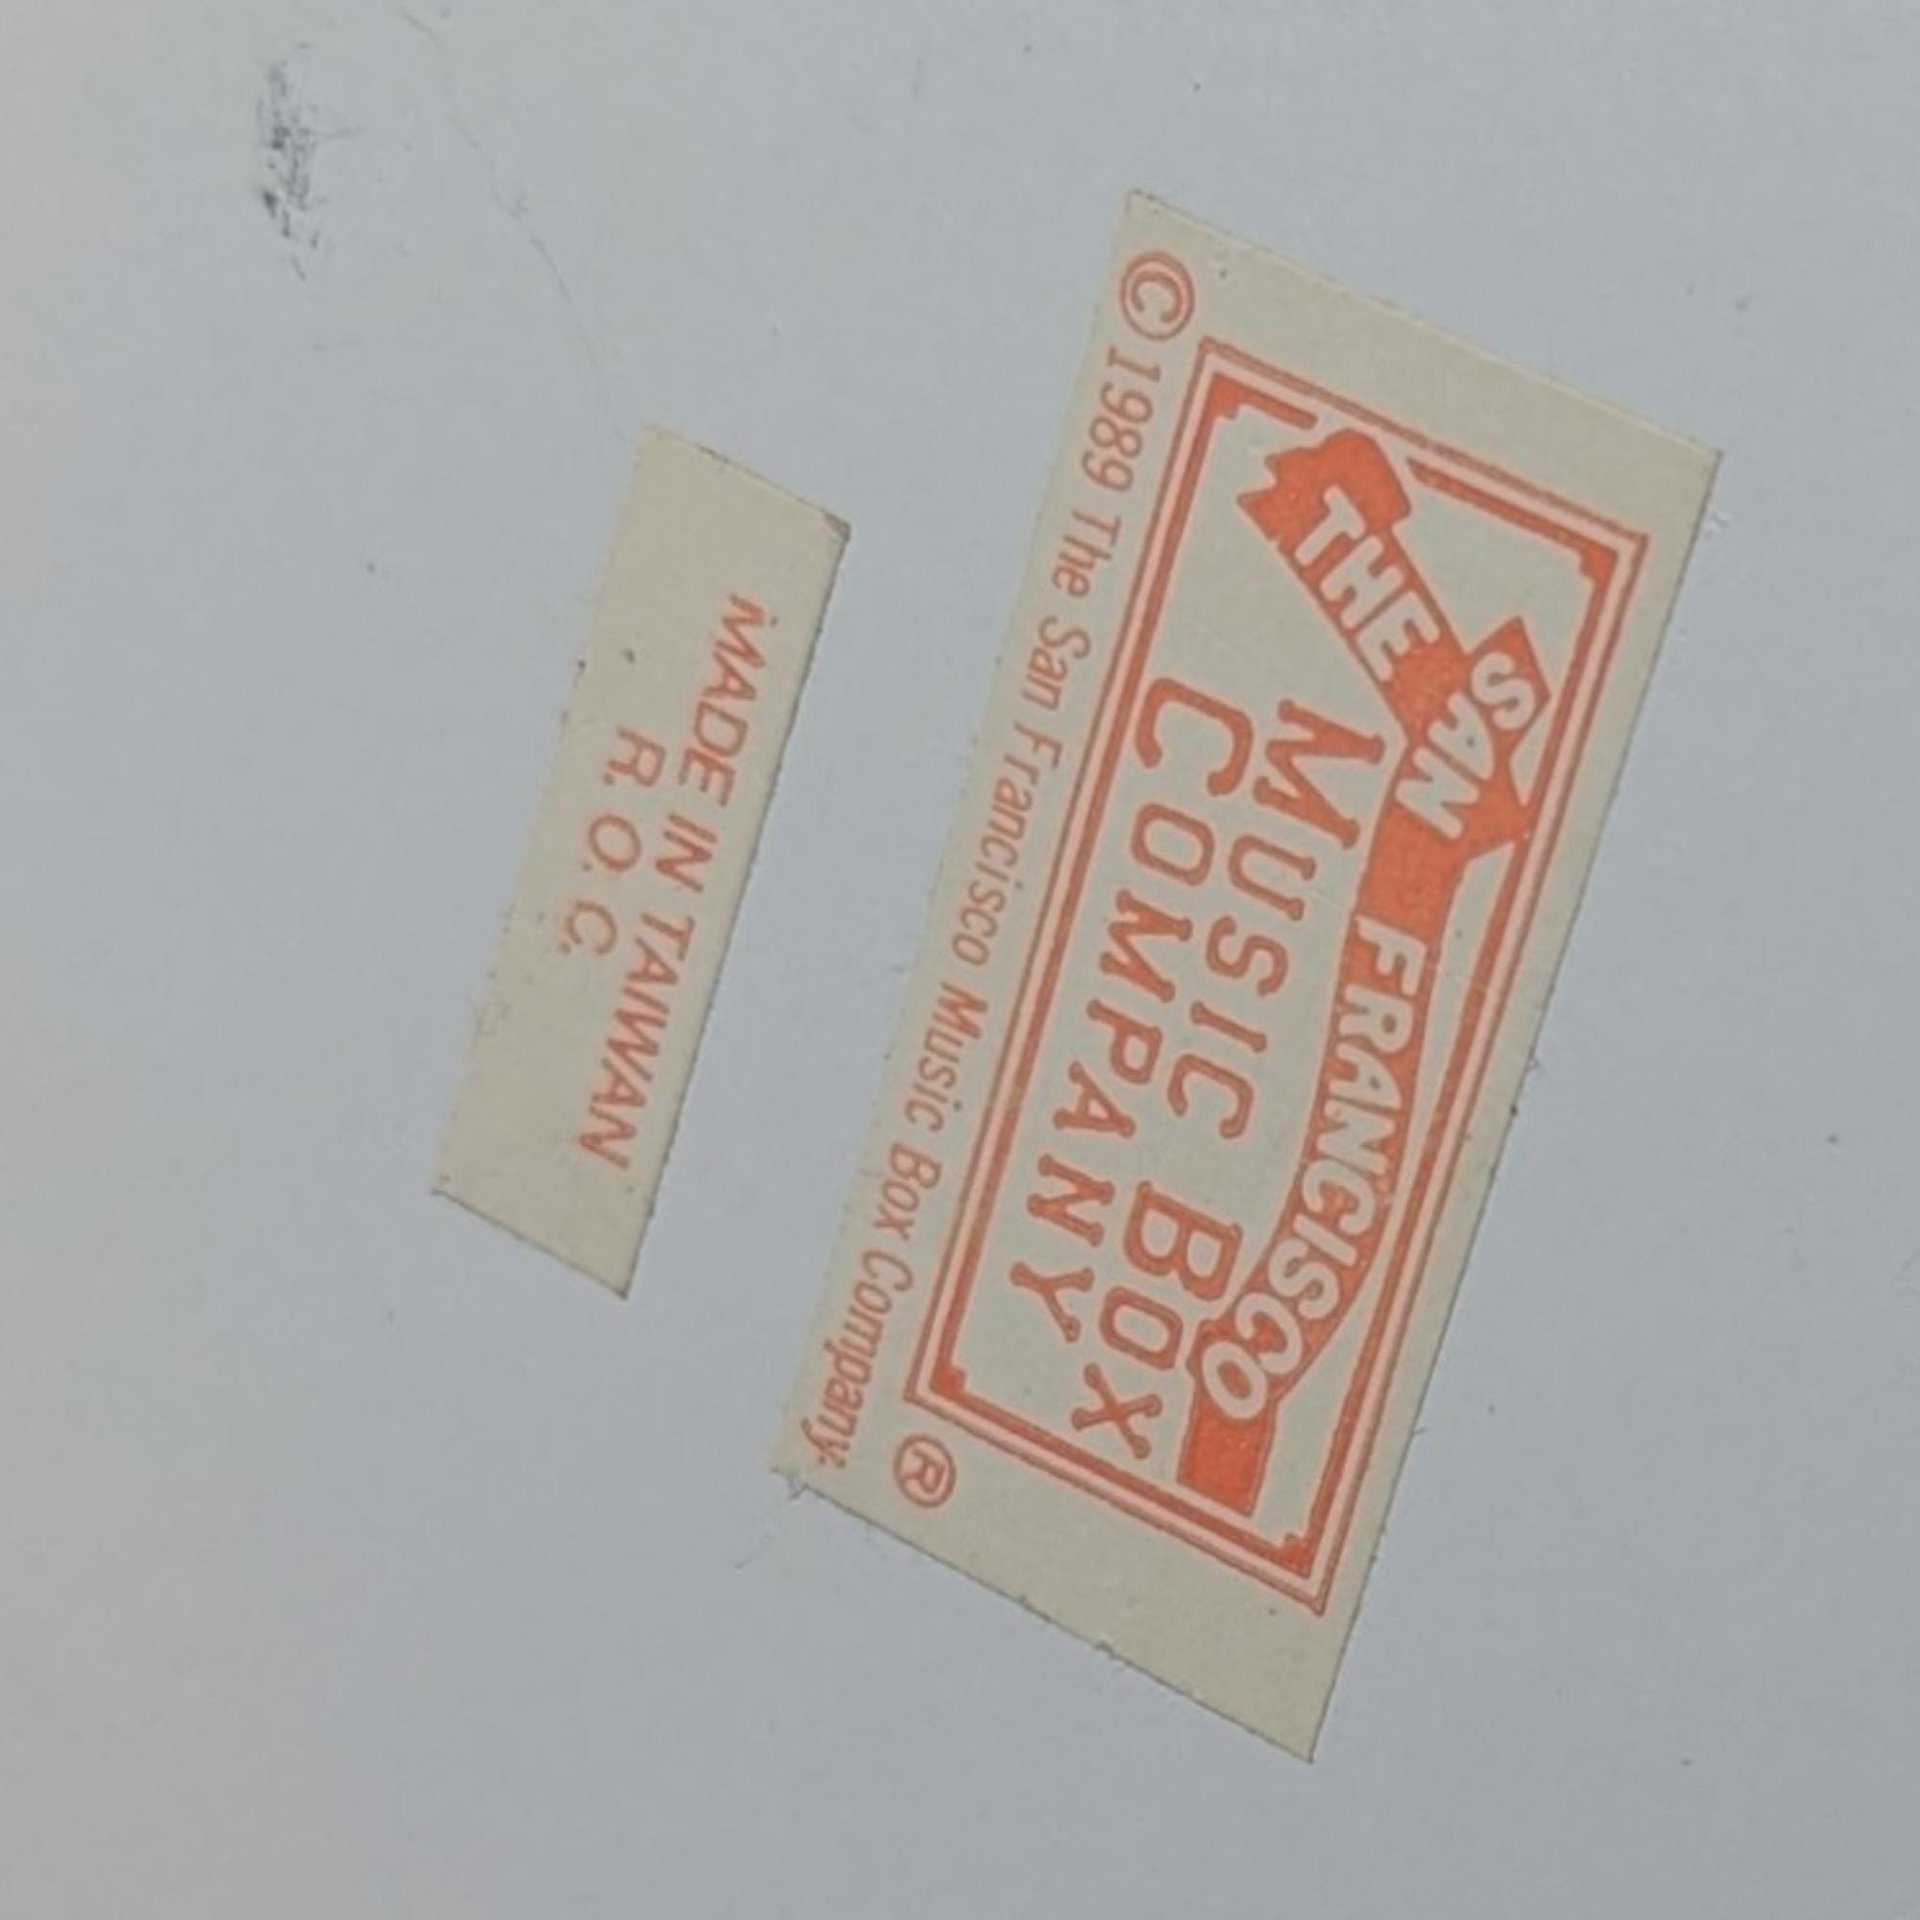 THE SAN FRANCISCO
MUSIC BOX
COMPANY
®
© 1989 The San Francisco Music Box Company.
MADE IN TAIWAN
R. O. C.